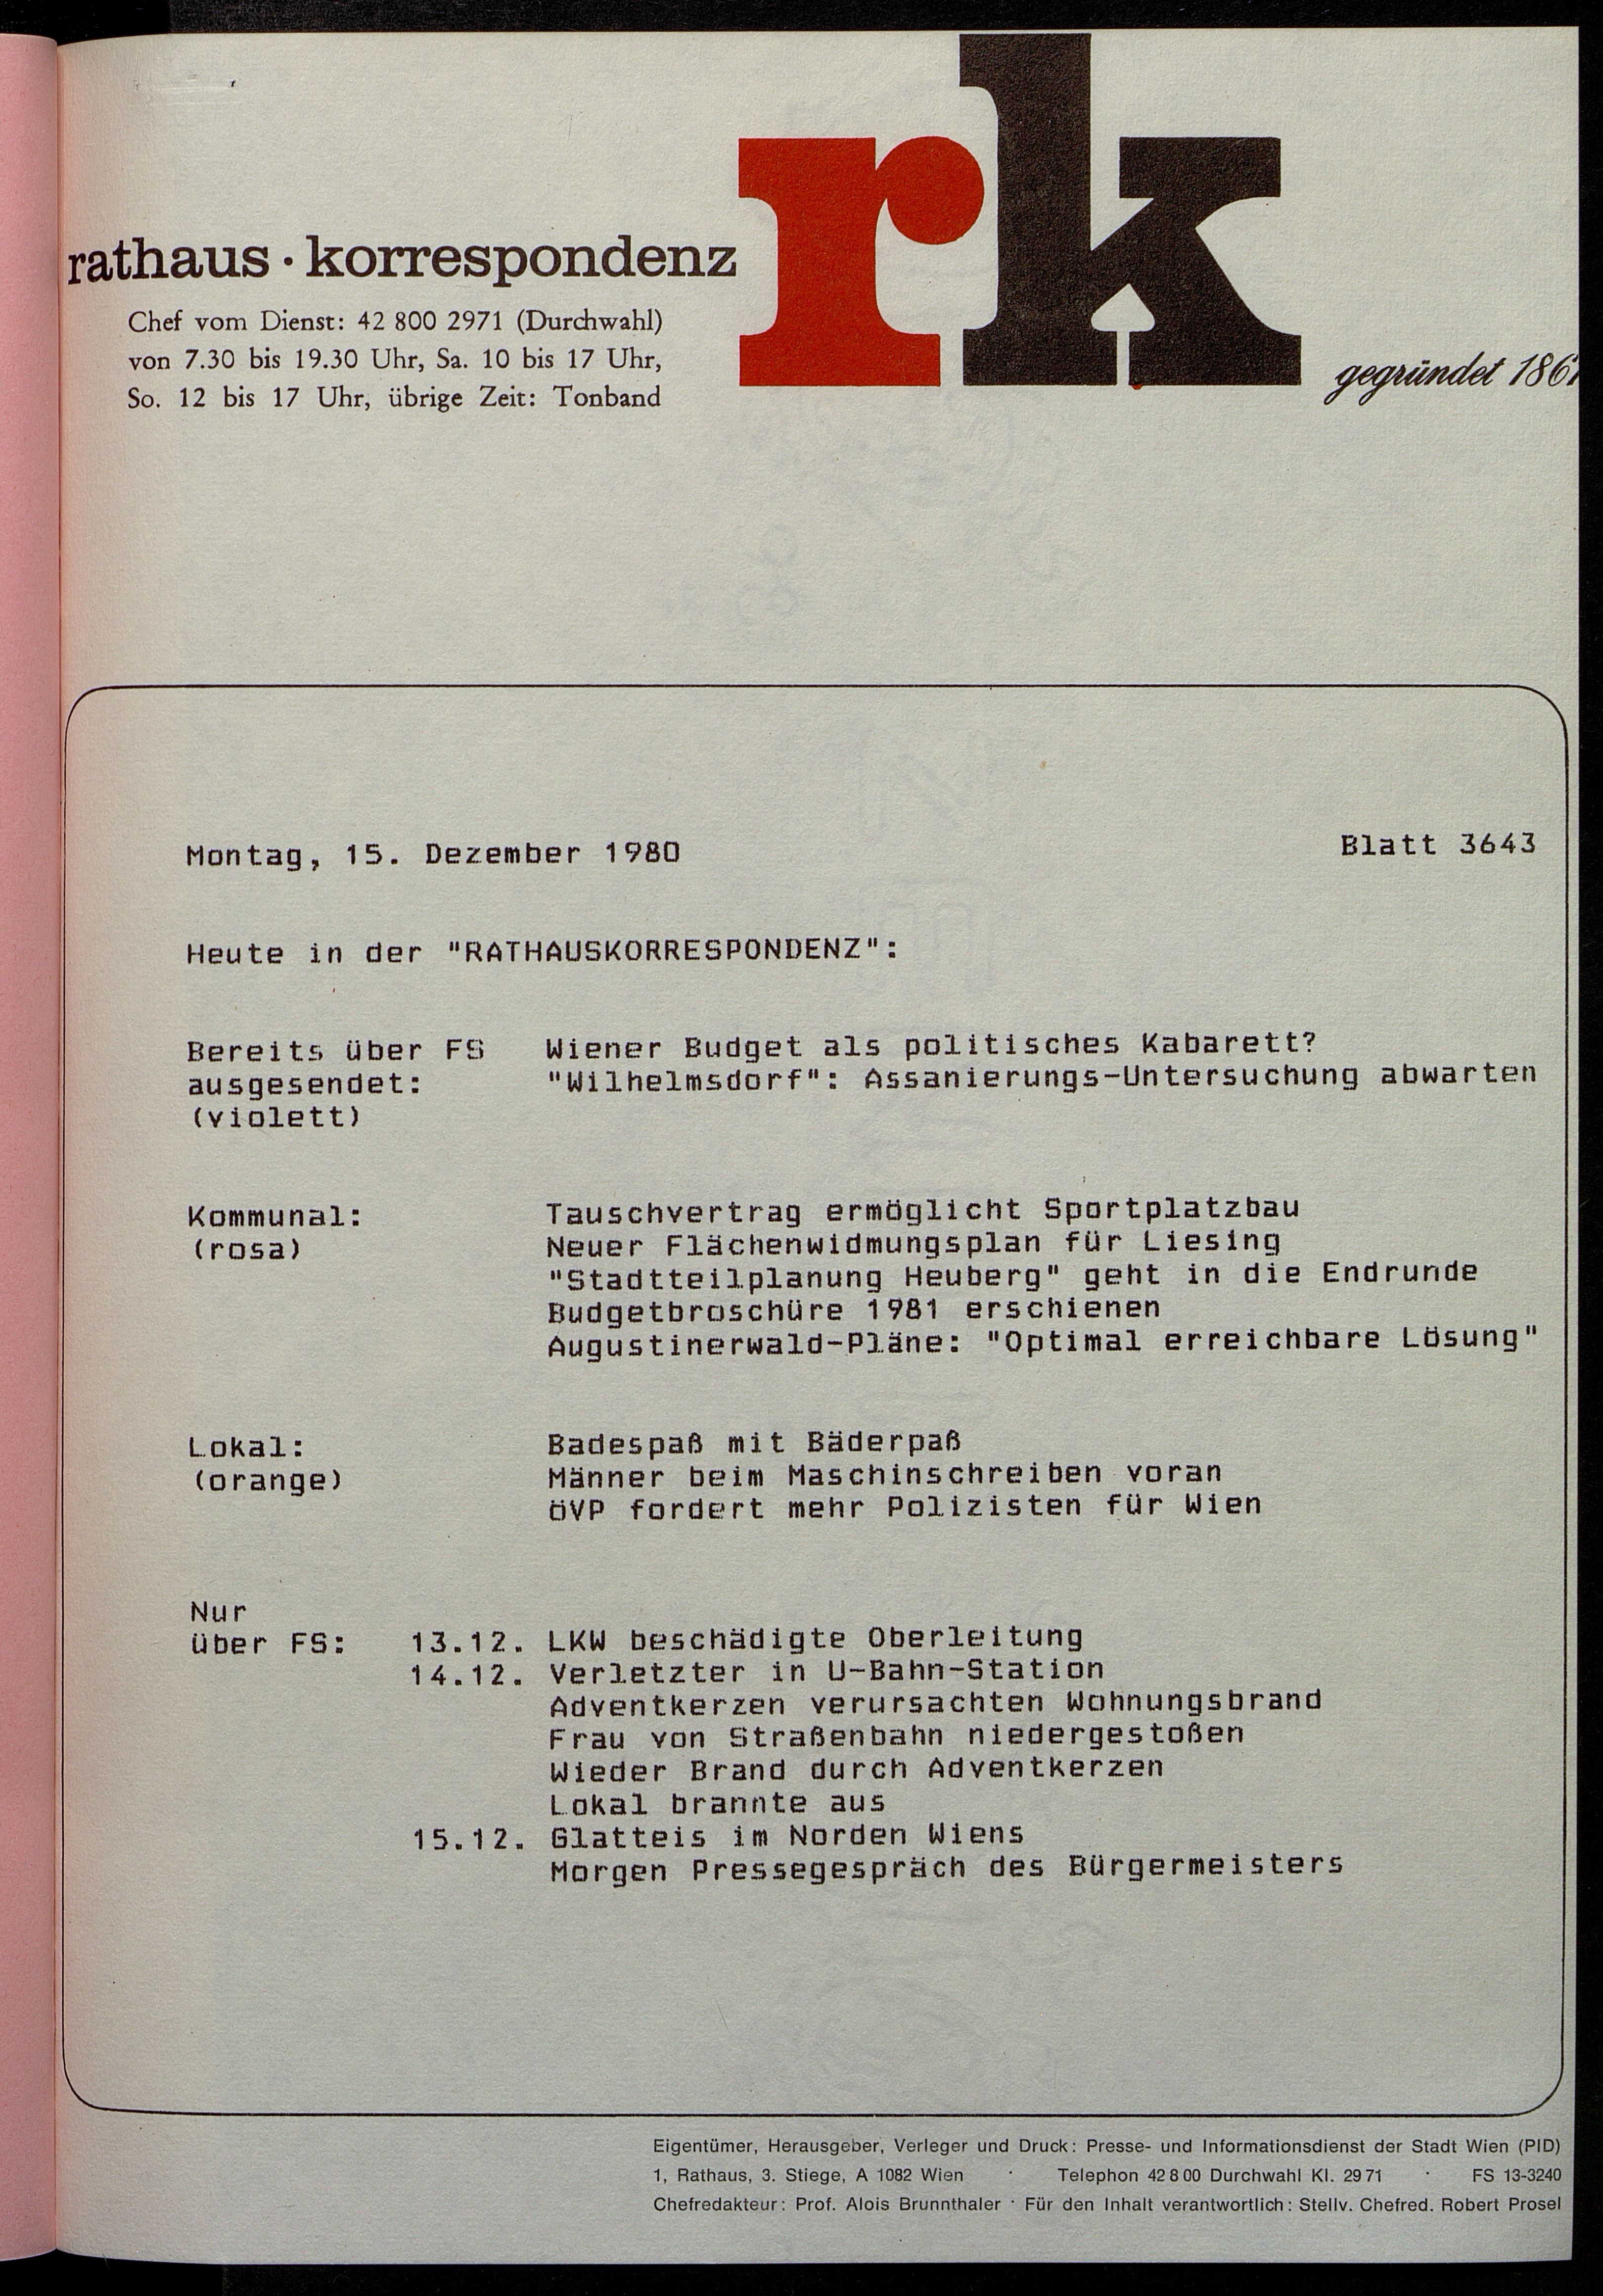 rk
rathaus · korrespondenz
Chef vom Dienst: 42 800 2971 (Durchwahl)
von 7.30 bis 19.30 Uhr, Sa. 10 bis 17 Uhr,
So. 12 bis 17 Uhr, übrige Zeit: Tonband
gegründet 1861
Montag, 15. Dezember 1980 Blatt 3643
Heute in der "RATHAUSKORRESPONDENZ":
Bereits über FS Wiener Budget als politisches Kabarett?
ausgesendet: "Wilhelmsdorf": Assanierungs-Untersuchung abwarten
(violett)
Kommunal: Tauschvertrag ermöglicht Sportplatzbau
(rosa) Neuer Flächenwidmungsplan für Liesing
"Stadtteilplanung Heuberg" geht in die Endrunde
Budgetbroschüre 1981 erschienen
Augustinerwald-Pläne: "Optimal erreichbare Lösung"
Lokal: Badespaß mit Bäderpaß
(orange) Männer beim Maschinschreiben voran
ÖVP fordert mehr Polizisten für Wien
Nur
über FS: 13.12. LKW beschädigte Oberleitung
14.12. Verletzter in U-Bahn-Station
Adventkerzen verursachten Wohnungsbrand
Frau von Straßenbahn niedergestoßen
Wieder Brand durch Adventkerzen
Lokal brannte aus
15.12. Glatteis im Norden Wiens
Morgen Pressegespräch des Bürgermeisters
Eigentümer, Herausgeber, Verleger und Druck: Presse- und Informationsdienst der Stadt Wien (PID)
1, Rathaus, 3. Stiege, A 1082 Wien · Telephon 42 8 00 Durchwahl Kl. 29 71 · FS 13-3240
Chefredakteur: Prof. Alois Brunnthaler · Für den Inhalt verantwortlich: Stellv. Chefred. Robert Prosel